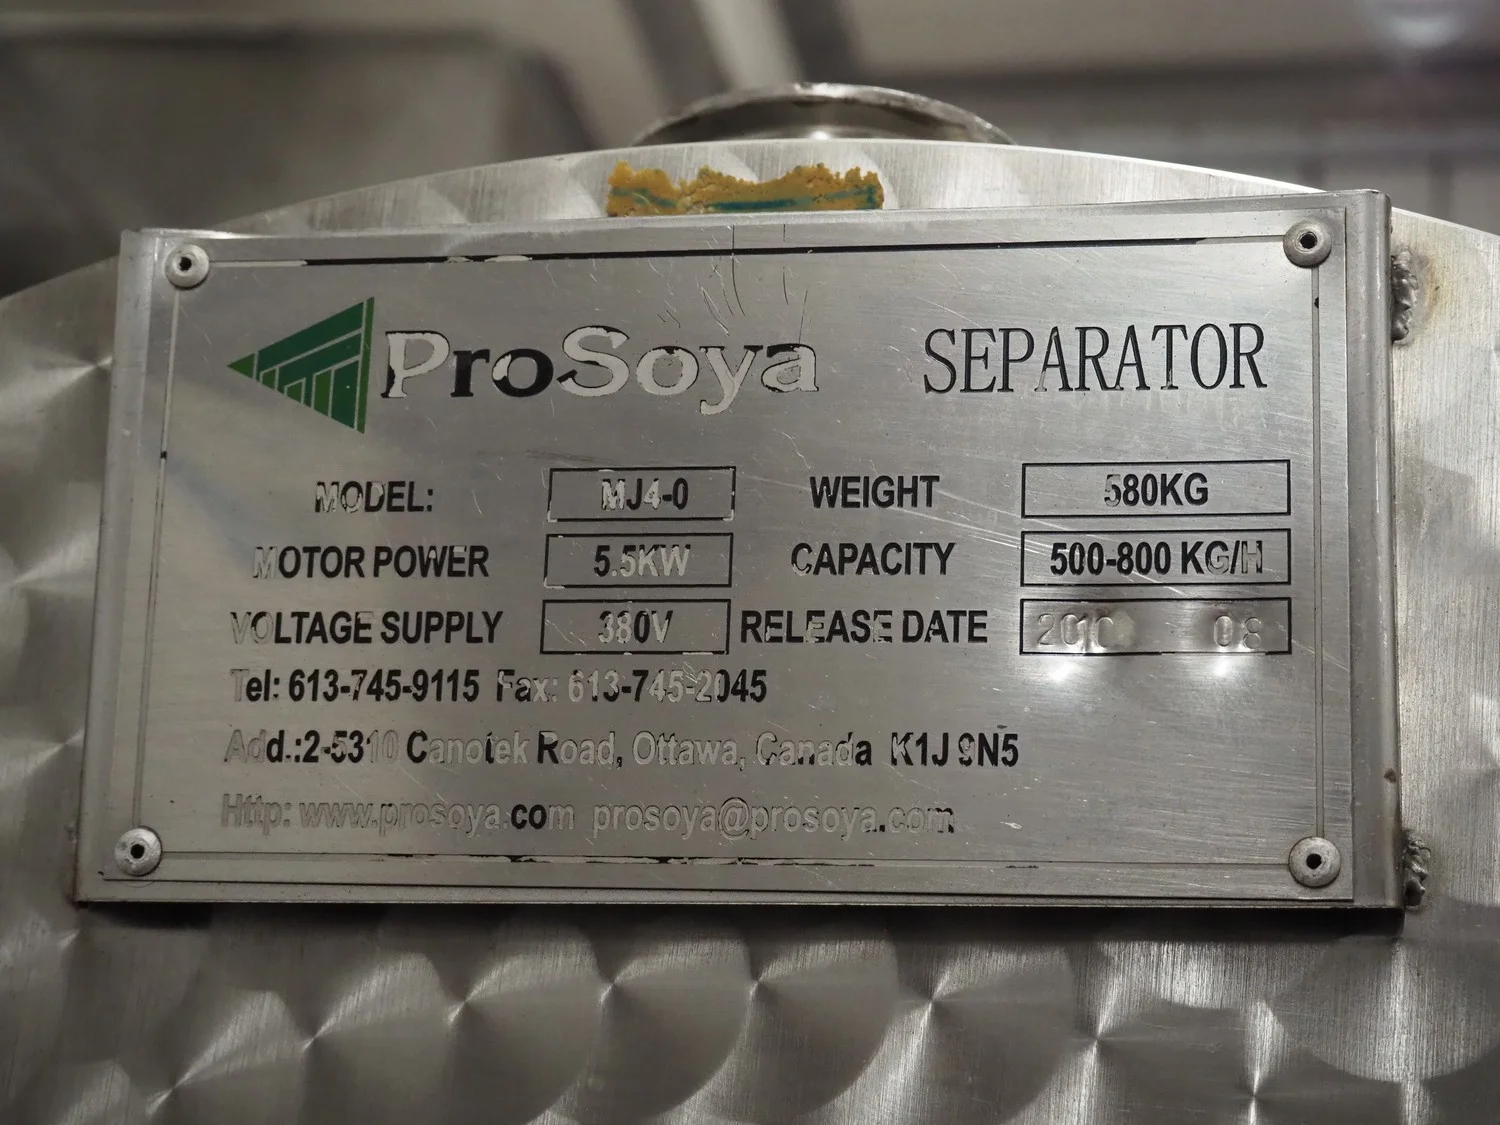 ProSoya SEPARATOR
MODEL: MJ4-0 WEIGHT 580KG
MOTOR POWER 5.5KW CAPACITY 500-800 KG/H
VOLTAGE SUPPLY 380V RELEASE DATE 2010 08
Tel: 613-745-9115 Fax: 613-745-2045
Add.:2-5310 Canotek Road, Ottawa, Canada K1J 9N5
Http: www.prosoya.com prosoya@prosoya.com